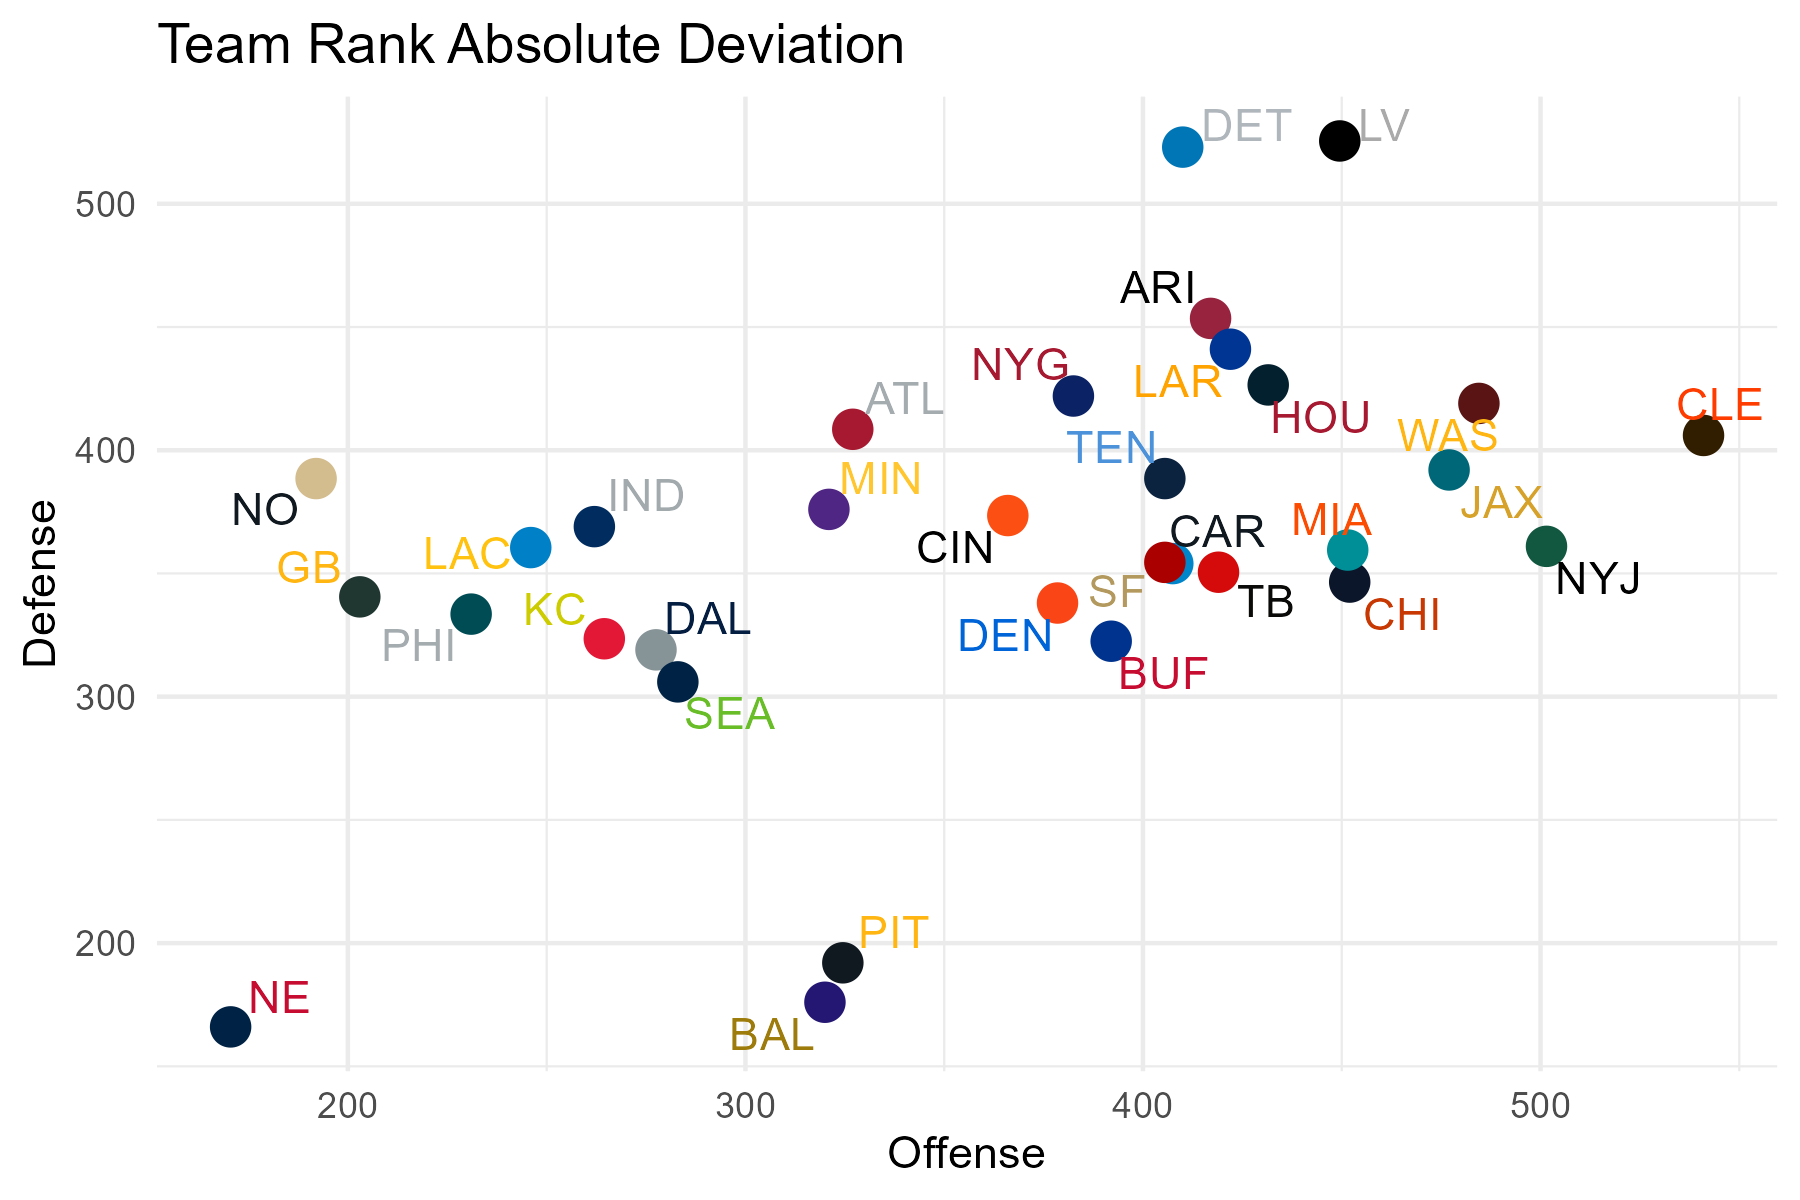 Team Rank Absolute Deviation
DET
LV
500
ARI
NYG
LAR
ATL
HOU
CLE
WAS
TEN
400
MIN
IND
NO
JAX
MIA
CAR
CIN
LAC
GB
NYJ
SF
TB
KC
CHI
DAL
DEN
PHI
BUF
300
SEA
PIT
200
NE
BAL
Defense
200
300
400
500
Offense